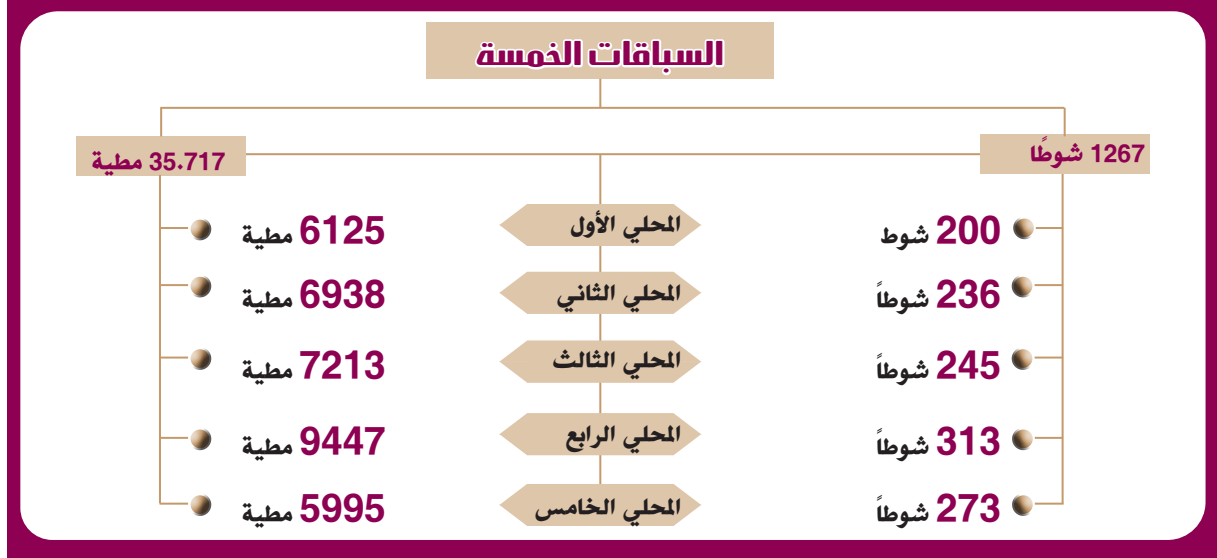 السباقات الخمسة
1267 شوطًا
35.717 مطية
200 شوط
المحلي الأول
6125 مطية
236 شوطاً
المحلي الثاني
6938 مطية
245 شوطاً
المحلي الثالث
7213 مطية
313 شوطاً
المحلي الرابع
9447 مطية
273 شوطاً
المحلي الخامس
5995 مطية